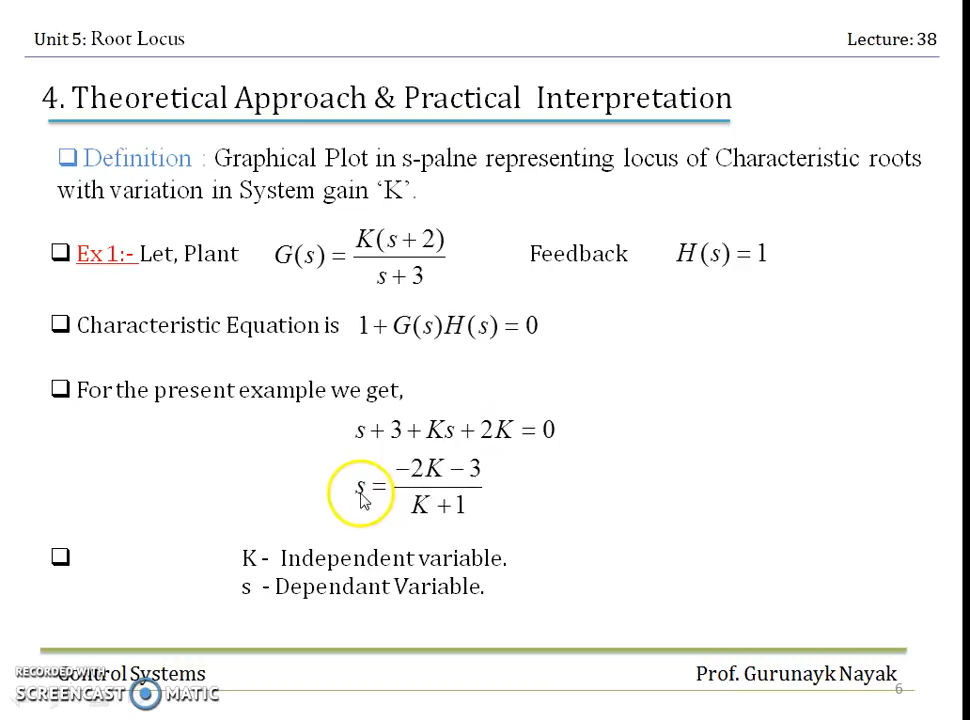 Unit 5: Root Locus Lecture: 38
4. Theoretical Approach & Practical Interpretation
❑ Definition : Graphical Plot in s-palne representing locus of Characteristic roots
with variation in System gain ‘K’.
❑ Ex 1:- Let, Plant G(s) = K(s + 2) / s + 3 Feedback H(s) = 1
❑ Characteristic Equation is 1 + G(s)H(s) = 0
❑ For the present example we get,
s + 3 + Ks + 2K = 0
s = −2K − 3 / K + 1
❑ K - Independent variable.
s - Dependant Variable.
Control Systems Prof. Gurunayk Nayak
RECORDED WITH
SCREENCAST MATIC
6